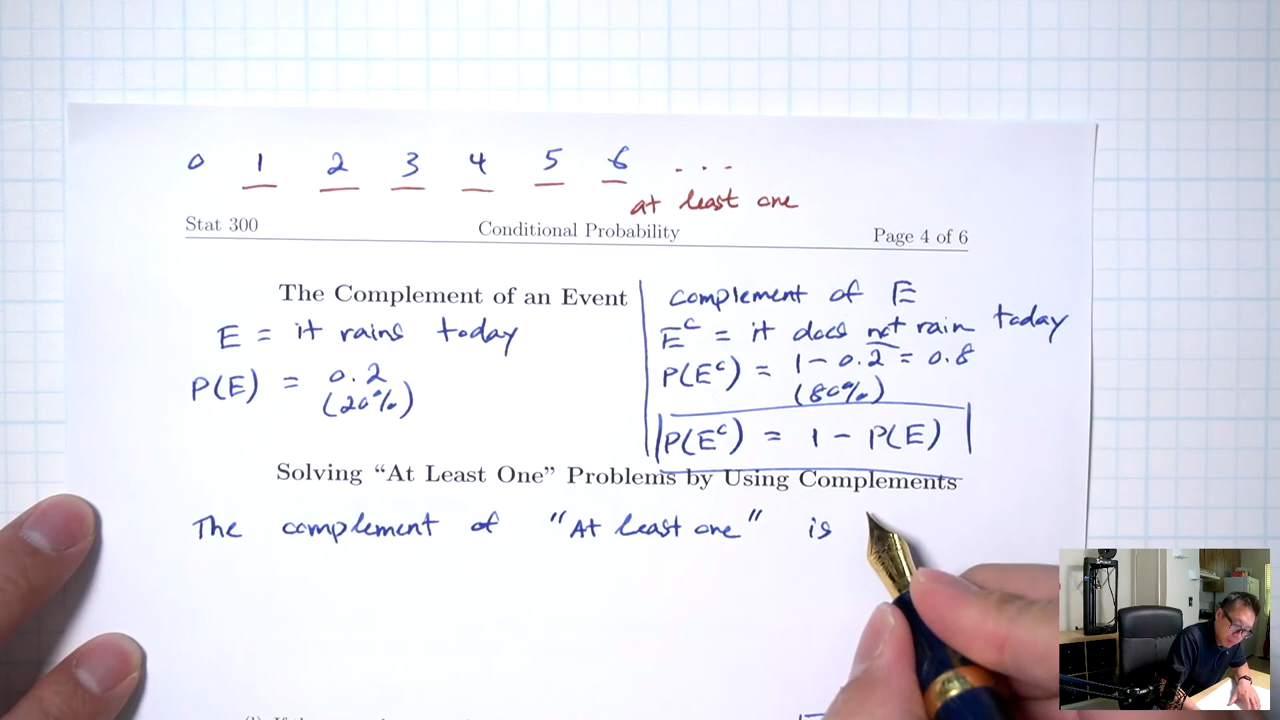 0 1 2 3 4 5 6 ...
at least one
Stat 300 Conditional Probability Page 4 of 6
The Complement of an Event
E = it rains today
P(E) = 0.2
(20%)
complement of E
E^c = it does not rain today
P(E^c) = 1 - 0.2 = 0.8
(80%)
P(E^c) = 1 - P(E)
Solving “At Least One” Problems by Using Complements
The complement of "At least one" is